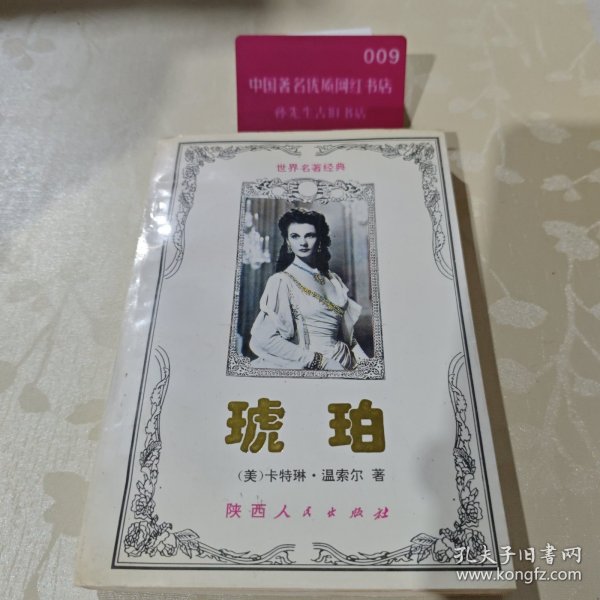 009
中国著名优质网红书店
孙先生古旧书店
世界名著经典
琥珀
(美)卡特琳·温索尔 著
陕西人民出版社
孔夫子旧书网
www.kongfz.com